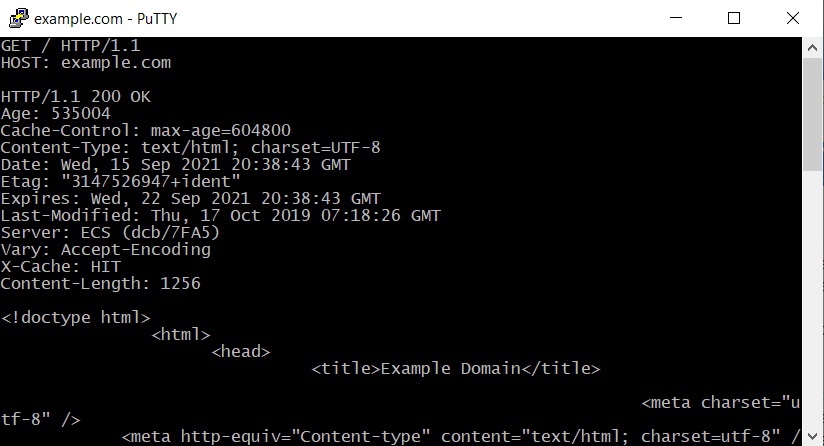 example.com - PuTTY
GET / HTTP/1.1
HOST: example.com
HTTP/1.1 200 OK
Age: 535004
Cache-Control: max-age=604800
Content-Type: text/html; charset=UTF-8
Date: Wed, 15 Sep 2021 20:38:43 GMT
Etag: "3147526947+ident"
Expires: Wed, 22 Sep 2021 20:38:43 GMT
Last-Modified: Thu, 17 Oct 2019 07:18:26 GMT
Server: ECS (dcb/7FA5)
Vary: Accept-Encoding
X-Cache: HIT
Content-Length: 1256
<!doctype html>
<html>
<head>
<title>Example Domain</title>
<meta charset="u
tf-8" />
<meta http-equiv="Content-type" content="text/html; charset=utf-8" /